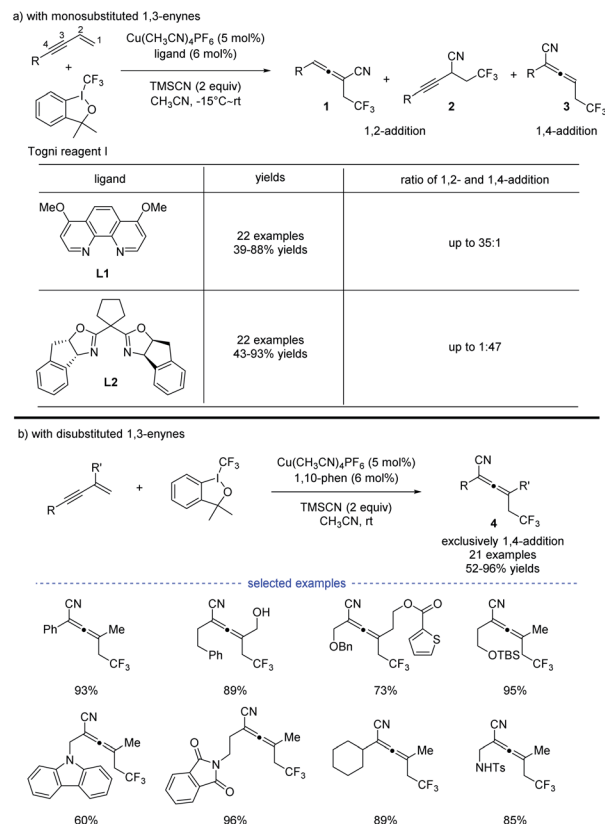 a) with monosubstituted 1,3-enynes
4 3 2 1
R
+
CF3
I
O
Togni reagent I
Cu(CH3CN)4PF6 (5 mol%)
ligand (6 mol%)
TMSCN (2 equiv)
CH3CN, -15°C~rt
R CN CF3
1
+
CN R CF3
2
+
CN R CF3
3
1,2-addition
1,4-addition
ligand yields ratio of 1,2- and 1,4-addition
MeO OMe
N N
L1
22 examples
39-88% yields
up to 35:1
O O
N N
L2
22 examples
43-93% yields
up to 1:47
b) with disubstituted 1,3-enynes
R'
R
+
CF3
I
O
Cu(CH3CN)4PF6 (5 mol%)
1,10-phen (6 mol%)
TMSCN (2 equiv)
CH3CN, rt
CN
R R'
CF3
4
exclusively 1,4-addition
21 examples
52-96% yields
selected examples
CN
Ph Me
CF3
93%
CN OH
Ph CF3
89%
CN O O
OBn S
CF3
73%
CN
Me
OTBS CF3
95%
CN
N Me
CF3
60%
CN
O Me
N
O CF3
96%
CN
Me
CF3
89%
CN
Me
NHTs CF3
85%